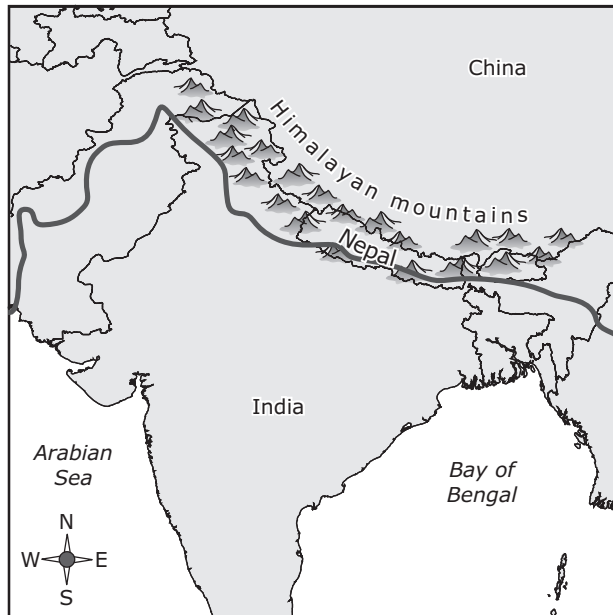 China
Himalayan mountains
Nepal
India
Arabian
Sea
Bay of
Bengal
N
W E
S